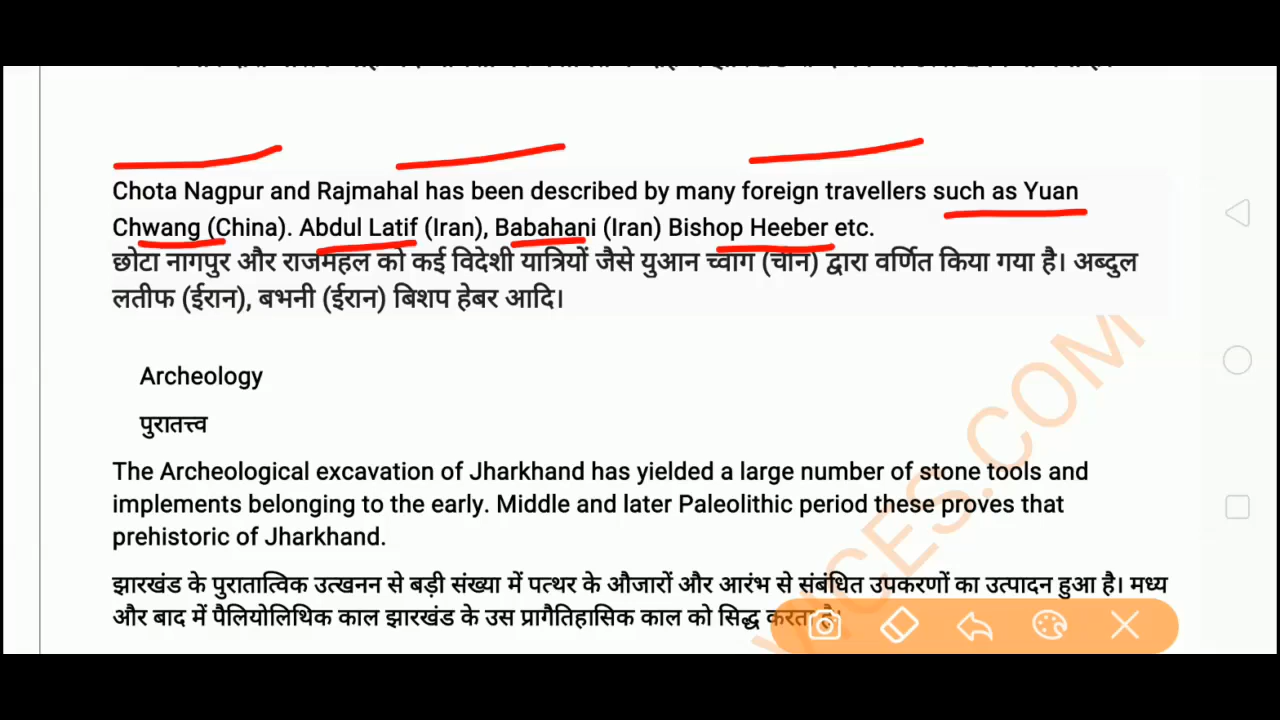 Chota Nagpur and Rajmahal has been described by many foreign travellers such as Yuan
Chwang (China). Abdul Latif (Iran), Babahani (Iran) Bishop Heeber etc.
छोटा नागपुर और राजमहल को कई विदेशी यात्रियों जैसे युआन च्वांग (चीन) द्वारा वर्णित किया गया है। अब्दुल
लतीफ (ईरान), बभनी (ईरान) बिशप हेबर आदि।
Archeology
पुरातत्त्व
The Archeological excavation of Jharkhand has yielded a large number of stone tools and
implements belonging to the early. Middle and later Paleolithic period these proves that
prehistoric of Jharkhand.
झारखंड के पुरातात्विक उत्खनन से बड़ी संख्या में पत्थर के औजारों और आरंभ से संबंधित उपकरणों का उत्पादन हुआ है। मध्य
और बाद में पैलियोलिथिक काल झारखंड के उस प्रागैतिहासिक काल को सिद्ध करता है।